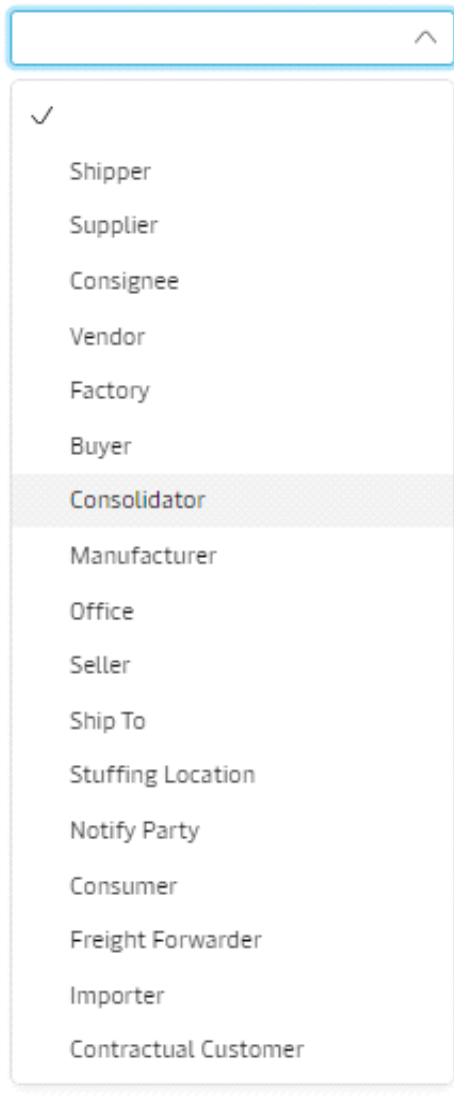 Shipper
Supplier
Consignee
Vendor
Factory
Buyer
Consolidator
Manufacturer
Office
Seller
Ship To
Stuffing Location
Notify Party
Consumer
Freight Forwarder
Importer
Contractual Customer